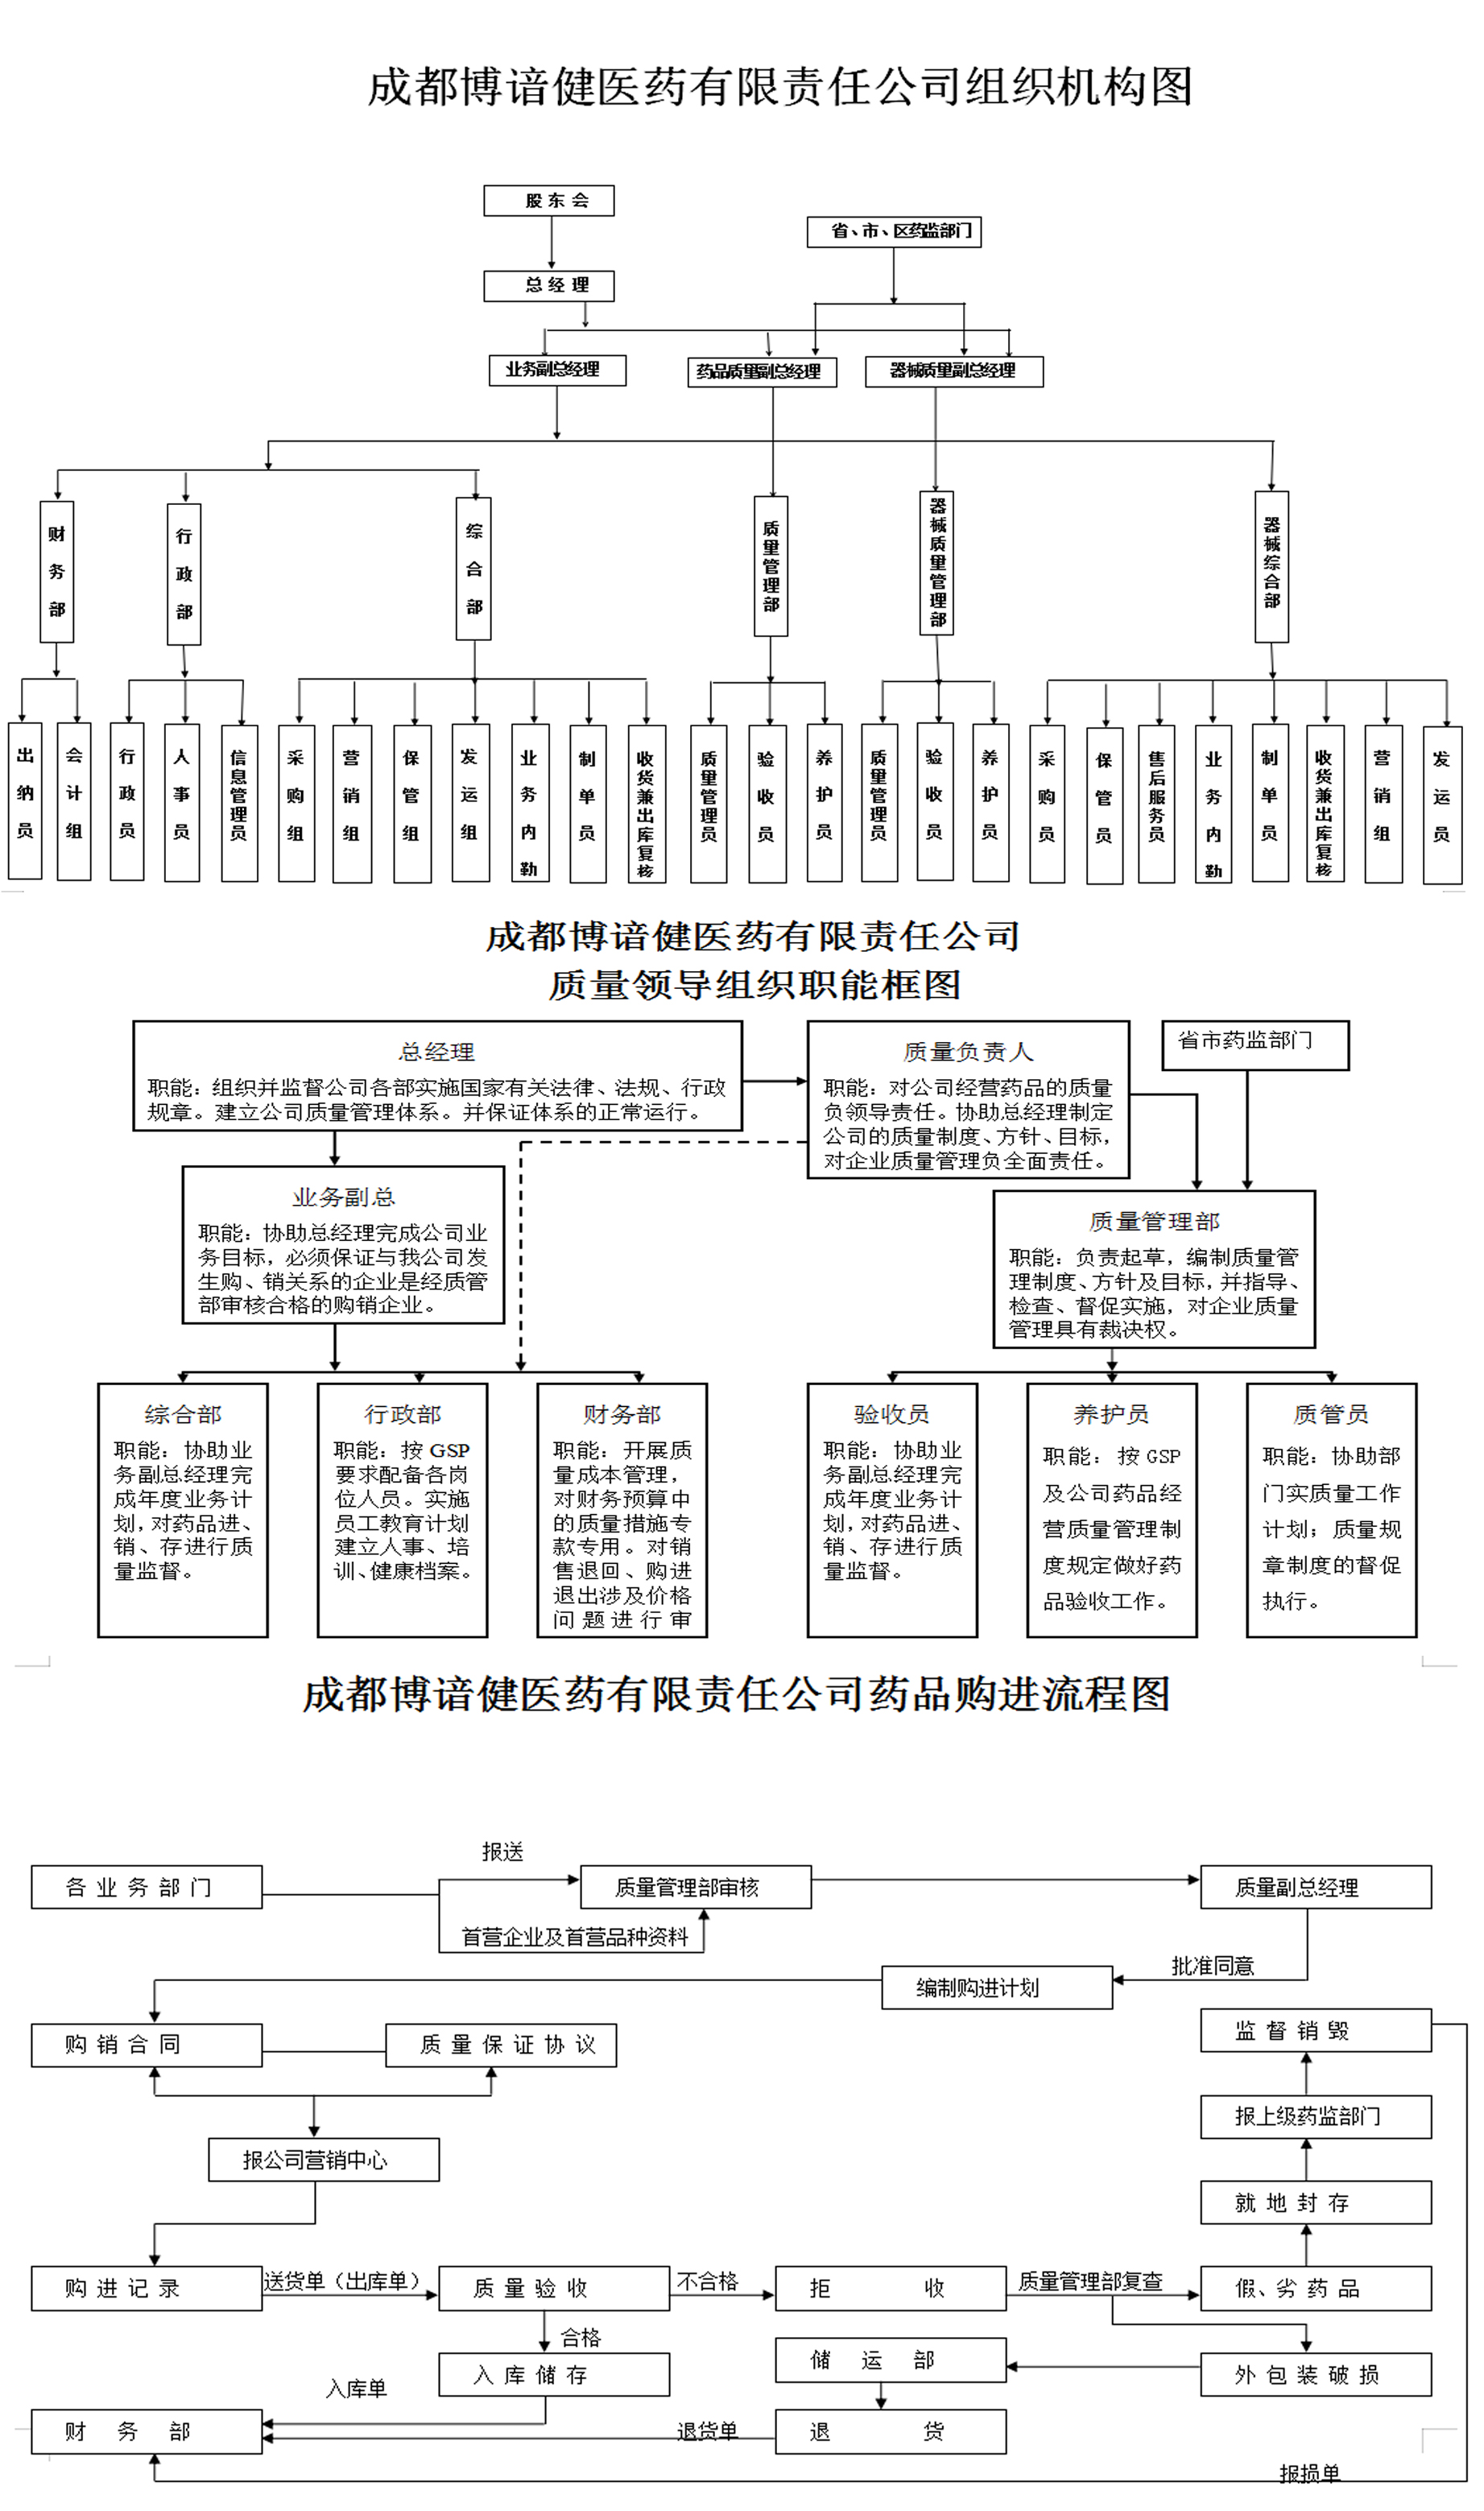 成都博谙健医药有限责任公司组织机构图
股东会
省、市、区药监部门
总经理
业务副总经理
药品质量副总经理
器械质量副总经理
财务部
行政部
综合部
质量管理部
器械质量管理部
器械综合部
出纳员
会计组
行政员
人事员
信息管理员
采购组
营销组
保管组
发运组
业务内勤
制单员
收货兼出库复核
质量管理员
验收员
养护员
质量管理员
验收员
养护员
采购员
保管员
售后服务员
业务内勤
制单员
收货兼出库复核
营销组
发运员
成都博谙健医药有限责任公司
质量领导组织职能框图
总经理
职能：组织并监督公司各部实施国家有关法律、法规、行政
规章。建立公司质量管理体系。并保证体系的正常运行。
质量负责人
职能：对公司经营药品的质量
负领导责任。协助总经理制定
公司的质量制度、方针、目标，
对企业质量管理负全面责任。
省市药监部门
业务副总
职能：协助总经理完成公司业
务目标，必须保证与我公司发
生购、销关系的企业是经质管
部审核合格的购销企业。
质量管理部
职能：负责起草，编制质量管
理制度、方针及目标，并指导、
检查、督促实施，对企业质量
管理具有裁决权。
综合部
职能：协助业
务副总经理完
成年度业务计
划，对药品进、
销、存进行质
量监督。
行政部
职能：按 GSP
要求配备各岗
位人员。实施
员工教育计划
建立人事、培
训、健康档案。
财务部
职能：开展质
量成本管理，
对财务预算中
的质量措施专
款专用。对销
售退回、购进
退出涉及价格
问题进行审
验收员
职能：协助业
务副总经理完
成年度业务计
划，对药品进、
销、存进行质
量监督。
养护员
职能：按 GSP
及公司药品经
营质量管理制
度规定做好药
品验收工作。
质管员
职能：协助部
门实质量工作
计划；质量规
章制度的督促
执行。
成都博谙健医药有限责任公司药品购进流程图
报送
各业务部门
质量管理部审核
质量副总经理
首营企业及首营品种资料
批准同意
编制购进计划
购销合同
质量保证协议
监督销毁
报上级药监部门
报公司营销中心
就地封存
购进记录
送货单（出库单）
质量验收
不合格
拒收
质量管理部复查
假、劣药品
合格
储运部
入库储存
外包装破损
入库单
财务部
退货单
退货
报损单